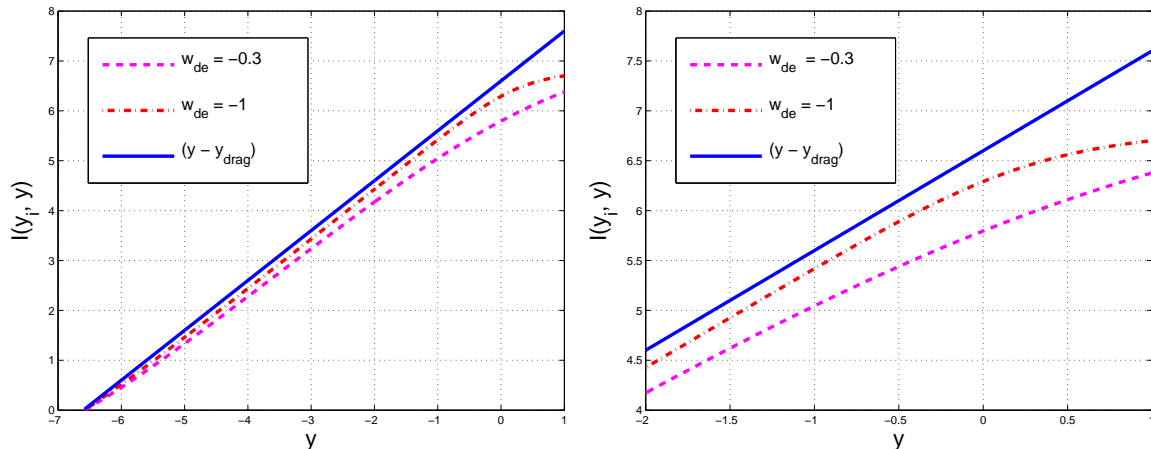 8
7
6
5
4
3
2
1
0
I(y_i, y)
w_de = −0.3
w_de = −1
(y − y_drag)
−7 −6 −5 −4 −3 −2 −1 0 1
y
8
7.5
7
6.5
6
5.5
5
4.5
4
I(y_i, y)
w_de = −0.3
w_de = −1
(y − y_drag)
−2 −1.5 −1 −0.5 0 0.5 1
y